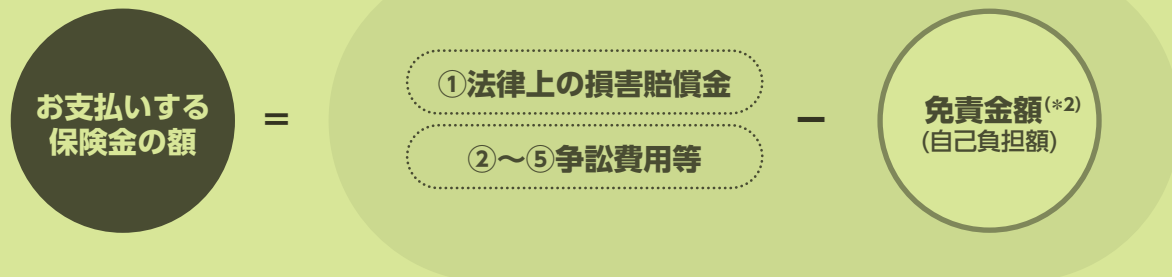 お支払いする
保険金の額
＝
①法律上の損害賠償金
②〜⑤争訟費用等
ー
免責金額(*2)
(自己負担額)